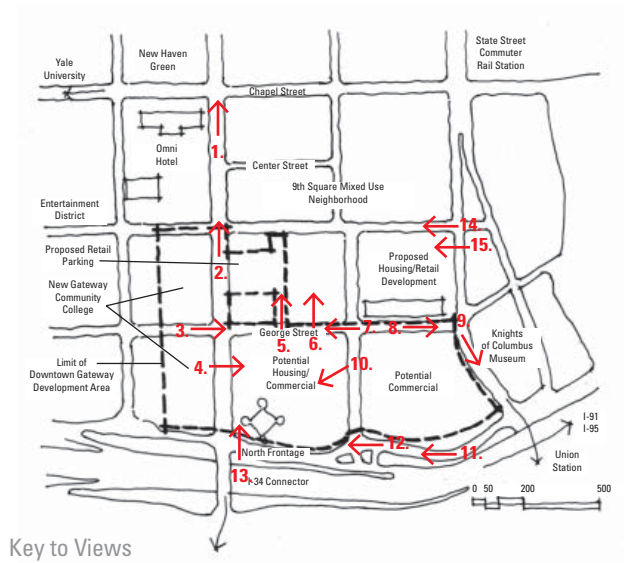 State Street
Commuter
Rail Station
New Haven
Green
Yale
University
Chapel Street
1.
Omni
Hotel
Center Street
9th Square Mixed Use
Neighborhood
Entertainment
District
14.
15.
Proposed Retail
Parking
2.
Proposed
Housing/Retail
Development
New Gateway
Community
College
3.
George Street
5.
6.
7.
8.
9.
Knights
of Columbus
Museum
Limit of
Downtown Gateway
Development Area
4.
Potential
Housing/
Commercial
10.
Potential
Commercial
I-91
I-95
North Frontage
12.
11.
Union
Station
13.
I-34 Connector
0 50 200 500
Key to Views